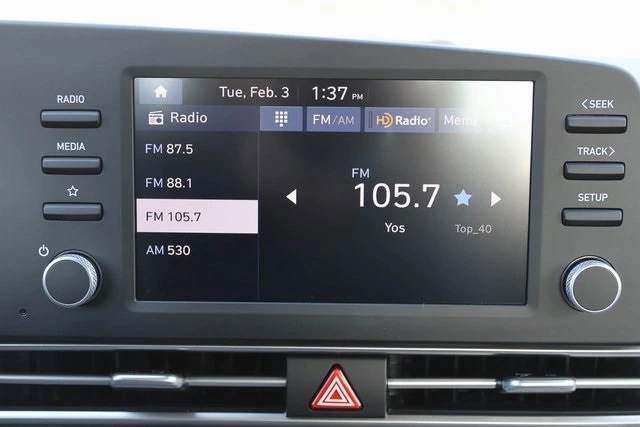 Tue, Feb. 3 1:37 PM
Radio FM/AM HD Radio Menu
RADIO
MEDIA
SEEK
TRACK
SETUP
FM 87.5
FM 88.1
FM 105.7
AM 530
FM
105.7
Yos Top_40